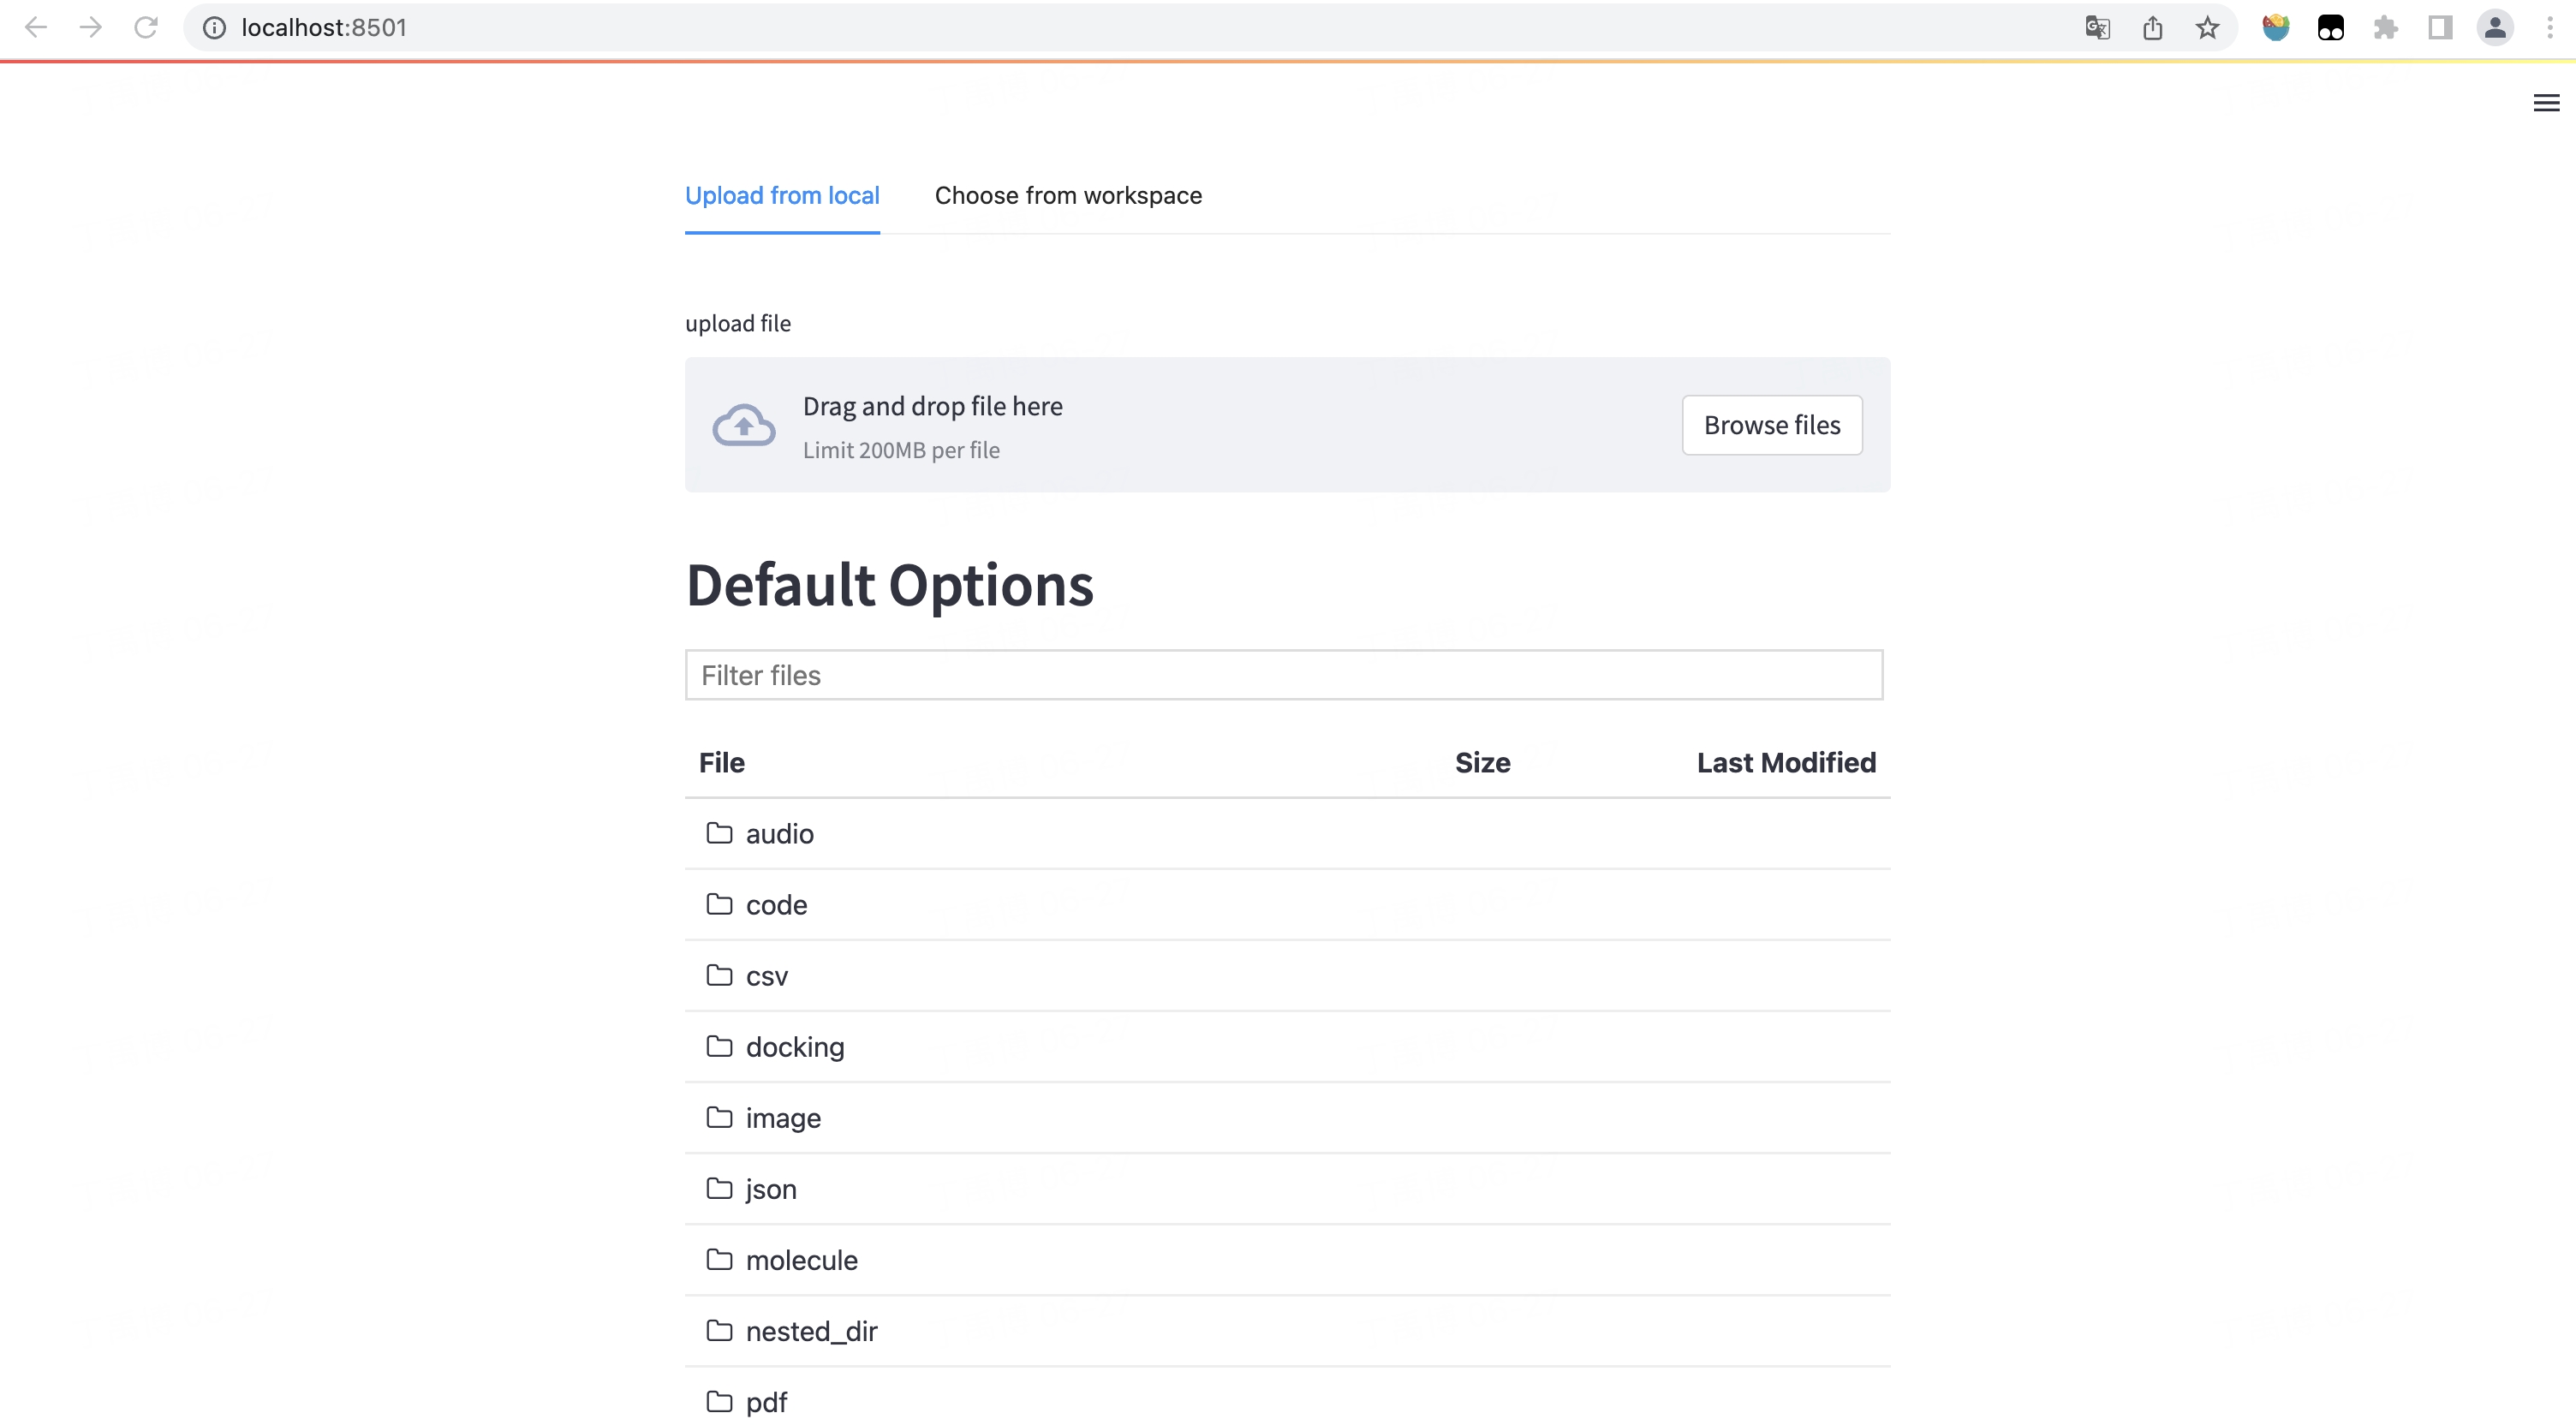 localhost:8501
Upload from local Choose from workspace
upload file
Drag and drop file here
Limit 200MB per file
Browse files
Default Options
Filter files
File Size Last Modified
audio
code
csv
docking
image
json
molecule
nested_dir
pdf